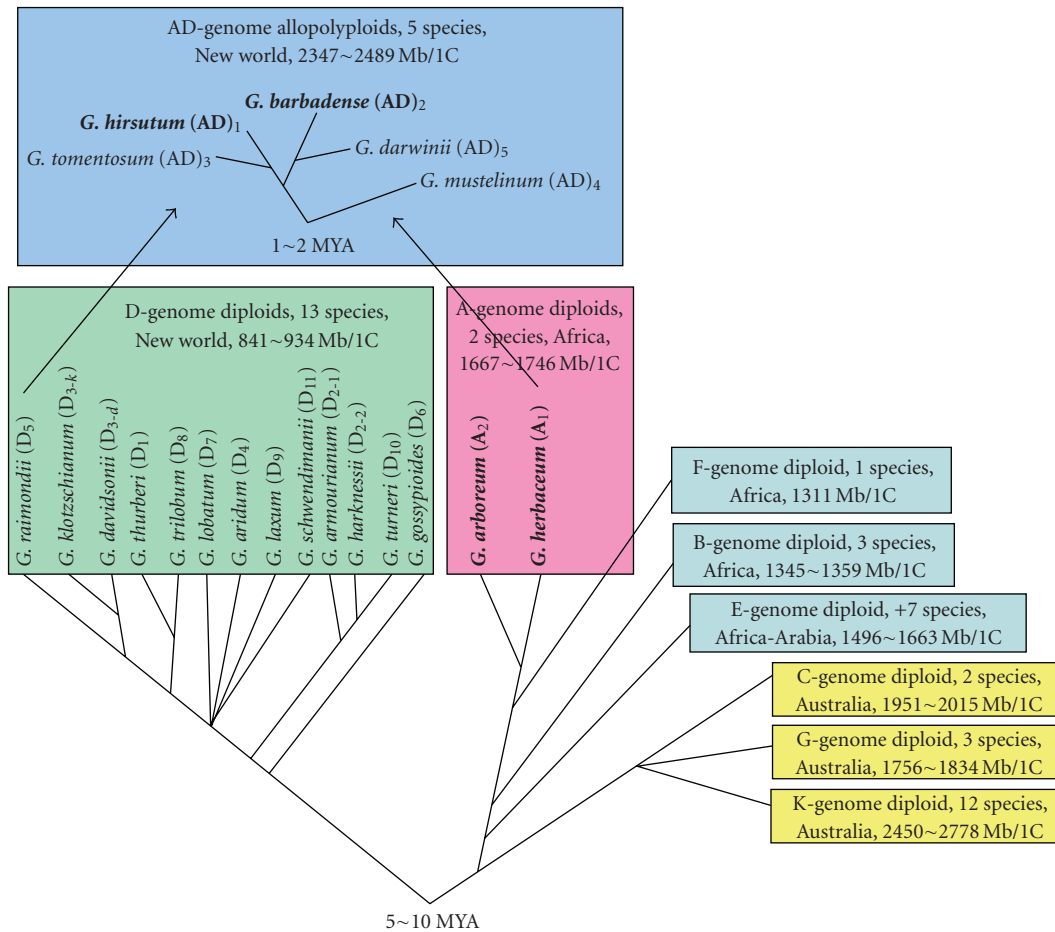 AD-genome allopolyploids, 5 species,
New world, 2347~2489 Mb/1C
G. barbadense (AD)₂
G. hirsutum (AD)₁
G. tomentosum (AD)₃
G. darwinii (AD)₅
G. mustelinum (AD)₄
1~2 MYA
D-genome diploids, 13 species,
New world, 841~934 Mb/1C
G. raimondii (D₅)
G. klotzschianum (D₃₋ₖ)
G. davidsonii (D₃₋d)
G. thurberi (D₁)
G. trilobum (D₈)
G. lobatum (D₇)
G. aridum (D₄)
G. laxum (D₉)
G. schwendimanii (D₁₁)
G. armourianum (D₂₋₁)
G. harknessii (D₂₋₂)
G. turneri (D₁₀)
G. gossypioides (D₆)
A-genome diploids,
2 species, Africa,
1667~1746 Mb/1C
G. arboreum (A₂)
G. herbaceum (A₁)
F-genome diploid, 1 species,
Africa, 1311 Mb/1C
B-genome diploid, 3 species,
Africa, 1345~1359 Mb/1C
E-genome diploid, +7 species,
Africa-Arabia, 1496~1663 Mb/1C
C-genome diploid, 2 species,
Australia, 1951~2015 Mb/1C
G-genome diploid, 3 species,
Australia, 1756~1834 Mb/1C
K-genome diploid, 12 species,
Australia, 2450~2778 Mb/1C
5~10 MYA